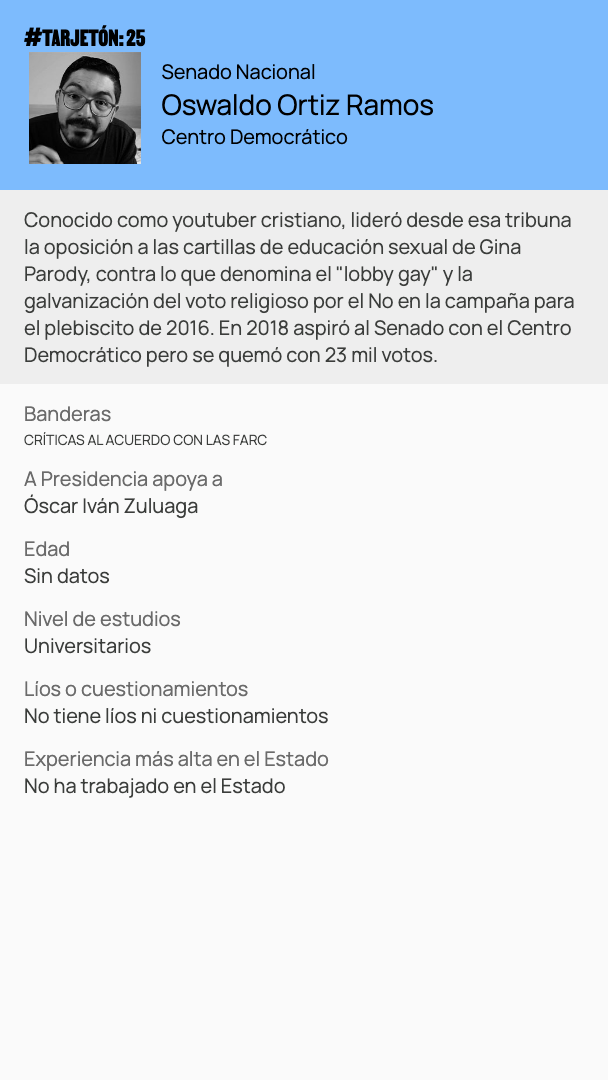 #TARJETÓN: 25
Senado Nacional
Oswaldo Ortiz Ramos
Centro Democrático
Conocido como youtuber cristiano, lideró desde esa tribuna
la oposición a las cartillas de educación sexual de Gina
Parody, contra lo que denomina el "lobby gay" y la
galvanización del voto religioso por el No en la campaña para
el plebiscito de 2016. En 2018 aspiró al Senado con el Centro
Democrático pero se quemó con 23 mil votos.
Banderas
CRÍTICAS AL ACUERDO CON LAS FARC
A Presidencia apoya a
Óscar Iván Zuluaga
Edad
Sin datos
Nivel de estudios
Universitarios
Líos o cuestionamientos
No tiene líos ni cuestionamientos
Experiencia más alta en el Estado
No ha trabajado en el Estado